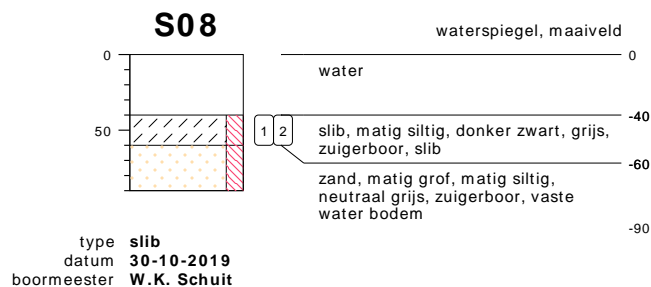 S08
waterspiegel, maaiveld
0
0
water
-40
50
1 2
slib, matig siltig, donker zwart, grijs,
zuigerboor, slib
-60
zand, matig grof, matig siltig,
neutraal grijs, zuigerboor, vaste
water bodem
-90
type slib
datum 30-10-2019
boormeester W.K. Schuit